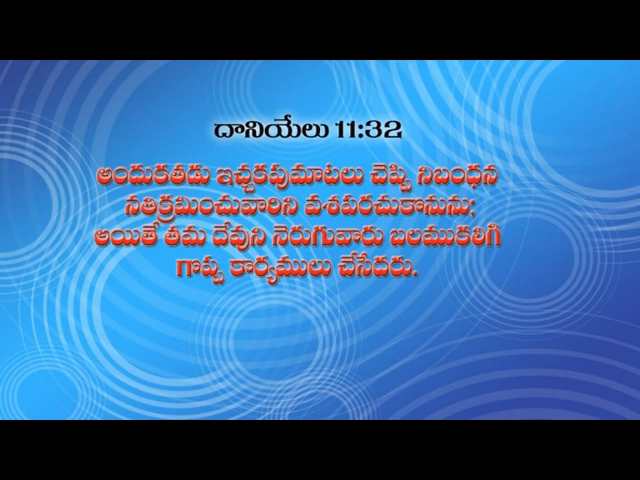 దానియేలు 11:32
అందుకతడు ఇచ్చకపుమాటలు చెప్పి నిబంధన
నతిక్రమించువారిని వశపరచుకొనును;
అయితే తమ దేవుని నెరుగువారు బలముకలిగి
గొప్ప కార్యములు చేసేదరు.